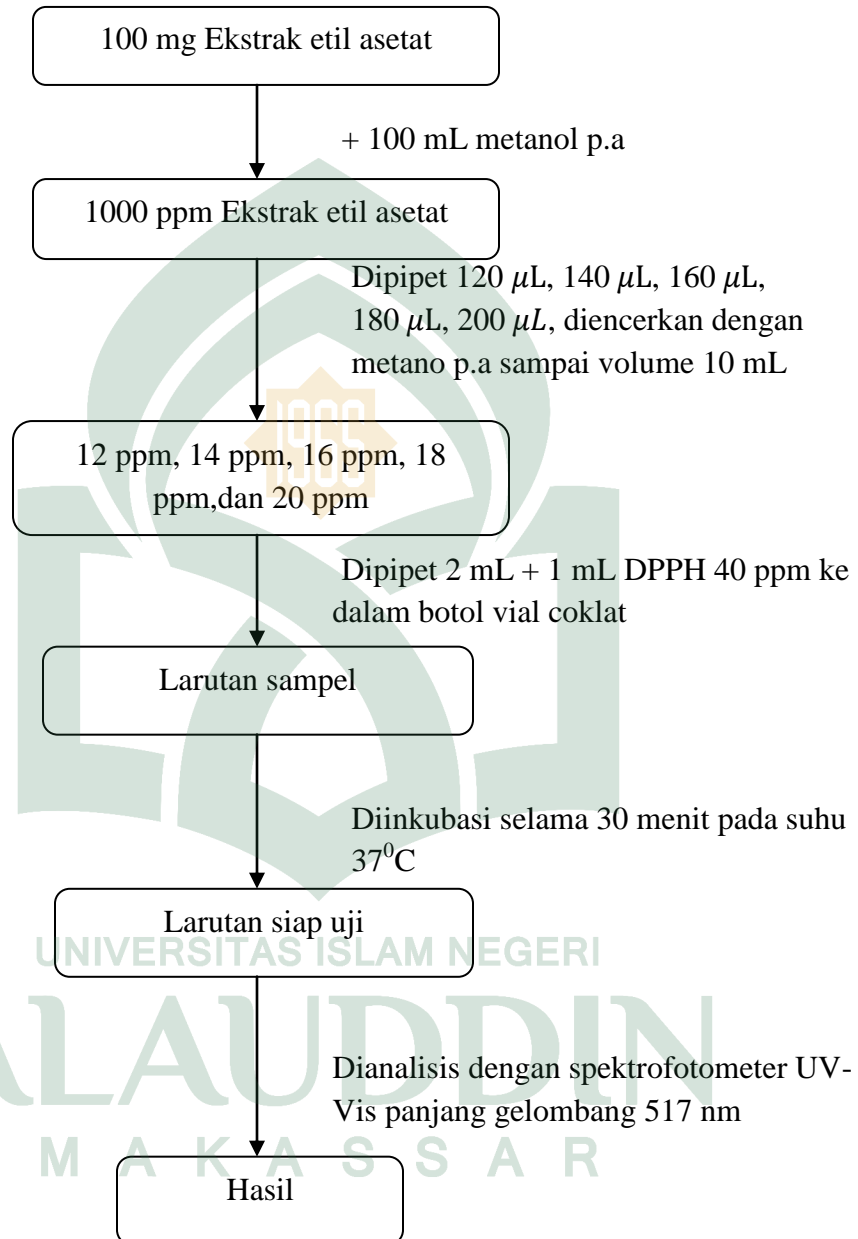 100 mg Ekstrak etil asetat
+ 100 mL metanol p.a
1000 ppm Ekstrak etil asetat
Dipipet 120 𝜇L, 140 𝜇L, 160 𝜇L,
180 𝜇L, 200 𝜇𝐿, diencerkan dengan
metano p.a sampai volume 10 mL
1965
12 ppm, 14 ppm, 16 ppm, 18
ppm,dan 20 ppm
Dipipet 2 mL + 1 mL DPPH 40 ppm ke
dalam botol vial coklat
Larutan sampel
Diinkubasi selama 30 menit pada suhu
37⁰C
Larutan siap uji
UNIVERSITAS ISLAM NEGERI
ALAUDDIN
Dianalisis dengan spektrofotometer UV-
Vis panjang gelombang 517 nm
MAKASSAR
Hasil